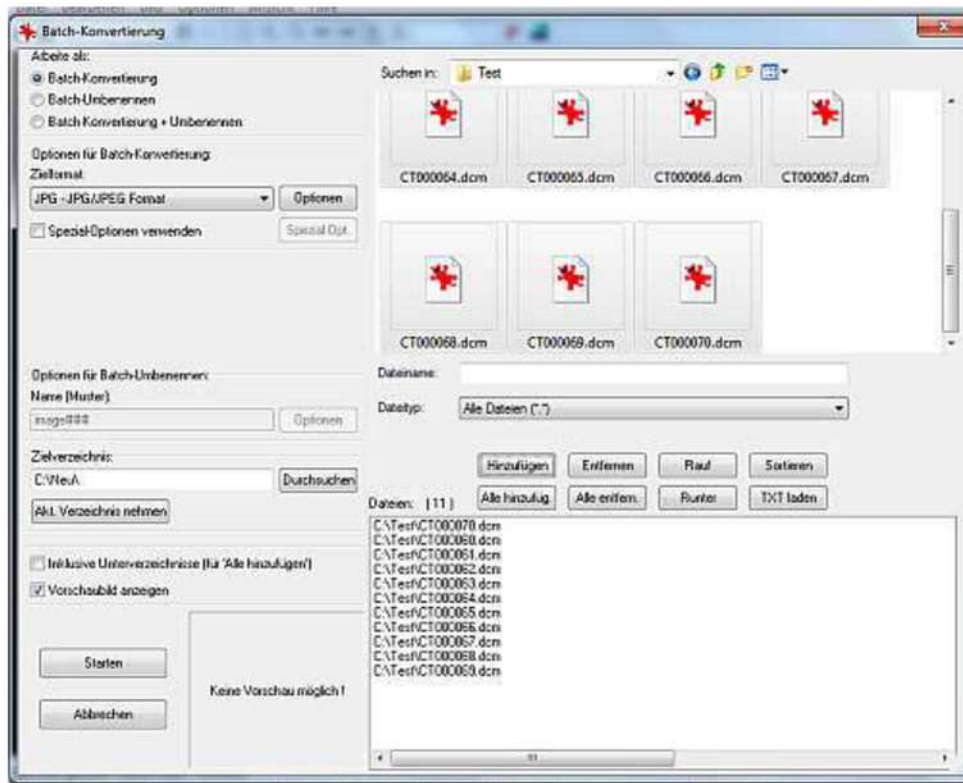 Batch-Konvertierung
Arbeite als:
Batch-Konvertierung
Batch-Umbenennen
Batch Konvertierung + Umbenennen
Optionen für Batch-Konvertierung:
Zielformat:
JPG - JPG/JPEG Format
Optionen
Spezial-Optionen verwenden
Spezial Opt.
Optionen für Batch-Umbenennen:
Name (Muster):
image###
Optionen
Zielverzeichnis:
C:\Neu\
Durchsuchen
Akt. Verzeichnis nehmen
Inklusive Unterverzeichnisse (für 'Alle hinzufügen')
Vorschaubild anzeigen
Starten
Abbrechen
Keine Vorschau möglich !
Suchen in:
Test
CT000064.dcm CT000065.dcm CT000066.dcm CT000067.dcm
CT000068.dcm CT000069.dcm CT000070.dcm
Dateiname:
Dateityp:
Alle Dateien (*.*)
Hinzufügen Entfernen Rauf Sortieren
Dateien: ( 11 )
Alle hinzufüg. Alle entfern. Runter TXT laden
C:\Test\CT000070.dcm
C:\Test\CT000060.dcm
C:\Test\CT000061.dcm
C:\Test\CT000062.dcm
C:\Test\CT000063.dcm
C:\Test\CT000064.dcm
C:\Test\CT000065.dcm
C:\Test\CT000066.dcm
C:\Test\CT000067.dcm
C:\Test\CT000068.dcm
C:\Test\CT000069.dcm